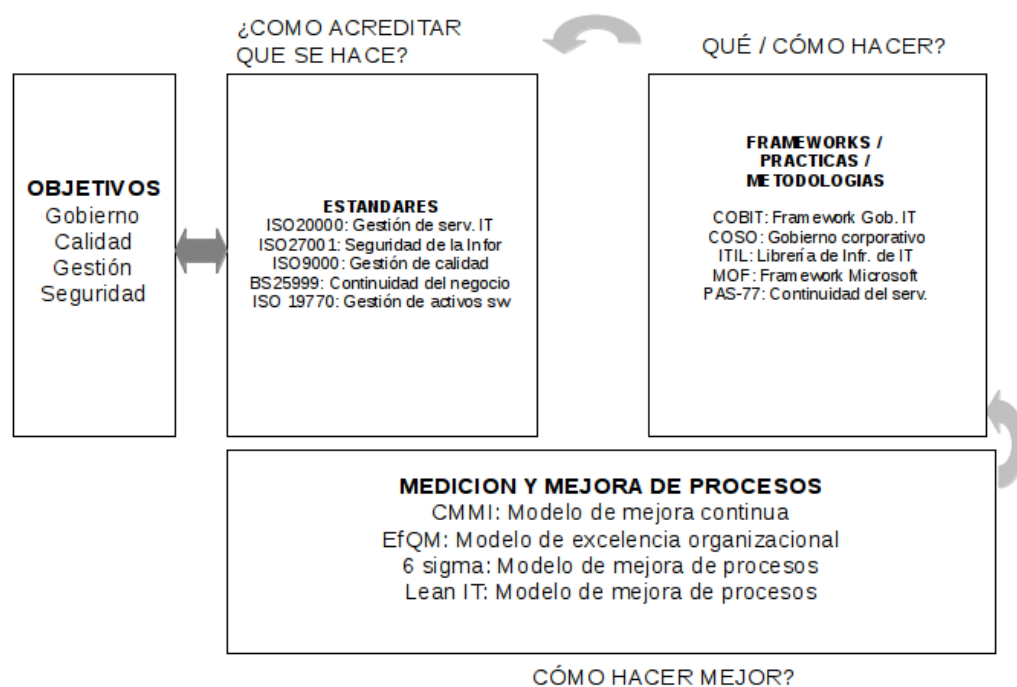 ¿COMO ACREDITAR
QUE SE HACE?
QUÉ / CÓMO HACER?
OBJETIVOS
Gobierno
Calidad
Gestión
Seguridad
ESTANDARES
ISO20000: Gestión de serv. IT
ISO27001: Seguridad de la Infor
ISO9000: Gestión de calidad
BS25999: Continuidad del negocio
ISO 19770: Gestión de activos sw
FRAMEWORKS /
PRACTICAS /
METODOLOGIAS
COBIT: Framework Gob. IT
COSO: Gobierno corporativo
ITIL: Librería de Infr. de IT
MOF: Framework Microsoft
PAS-77: Continuidad del serv.
MEDICION Y MEJORA DE PROCESOS
CMMI: Modelo de mejora continua
EfQM: Modelo de excelencia organizacional
6 sigma: Modelo de mejora de procesos
Lean IT: Modelo de mejora de procesos
CÓMO HACER MEJOR?